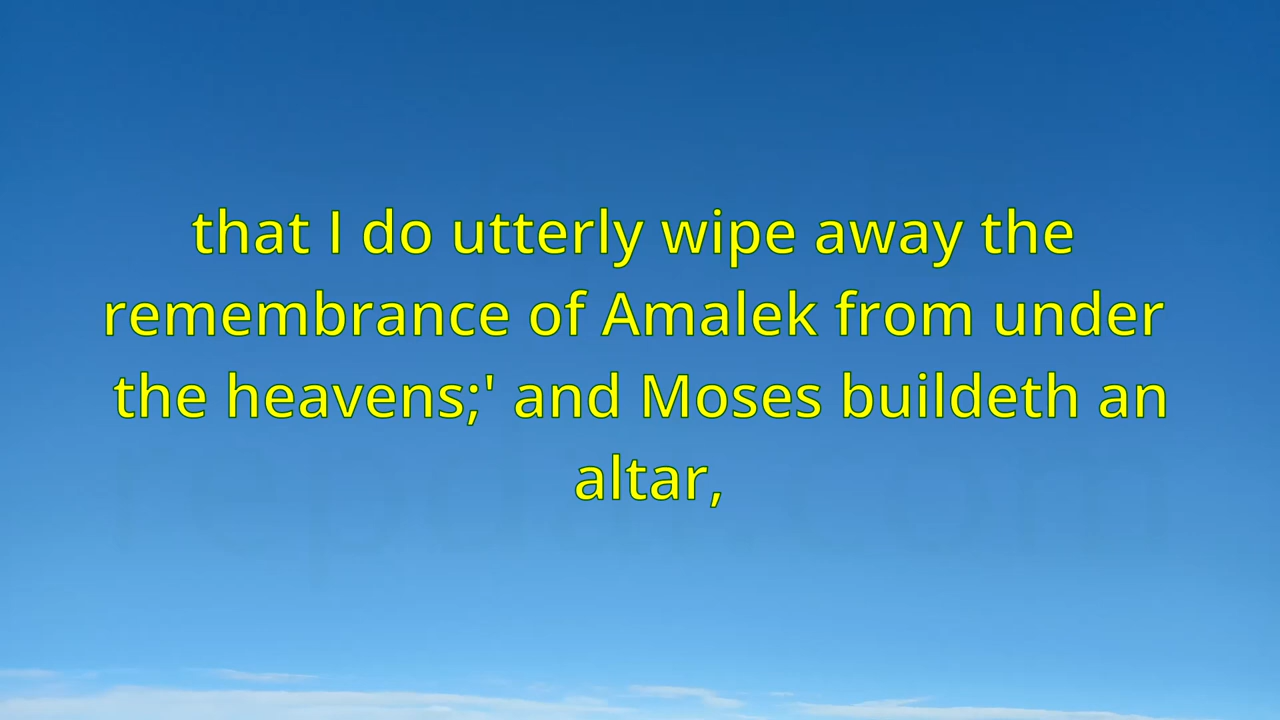 that I do utterly wipe away the
remembrance of Amalek from under
the heavens;' and Moses buildeth an
altar,